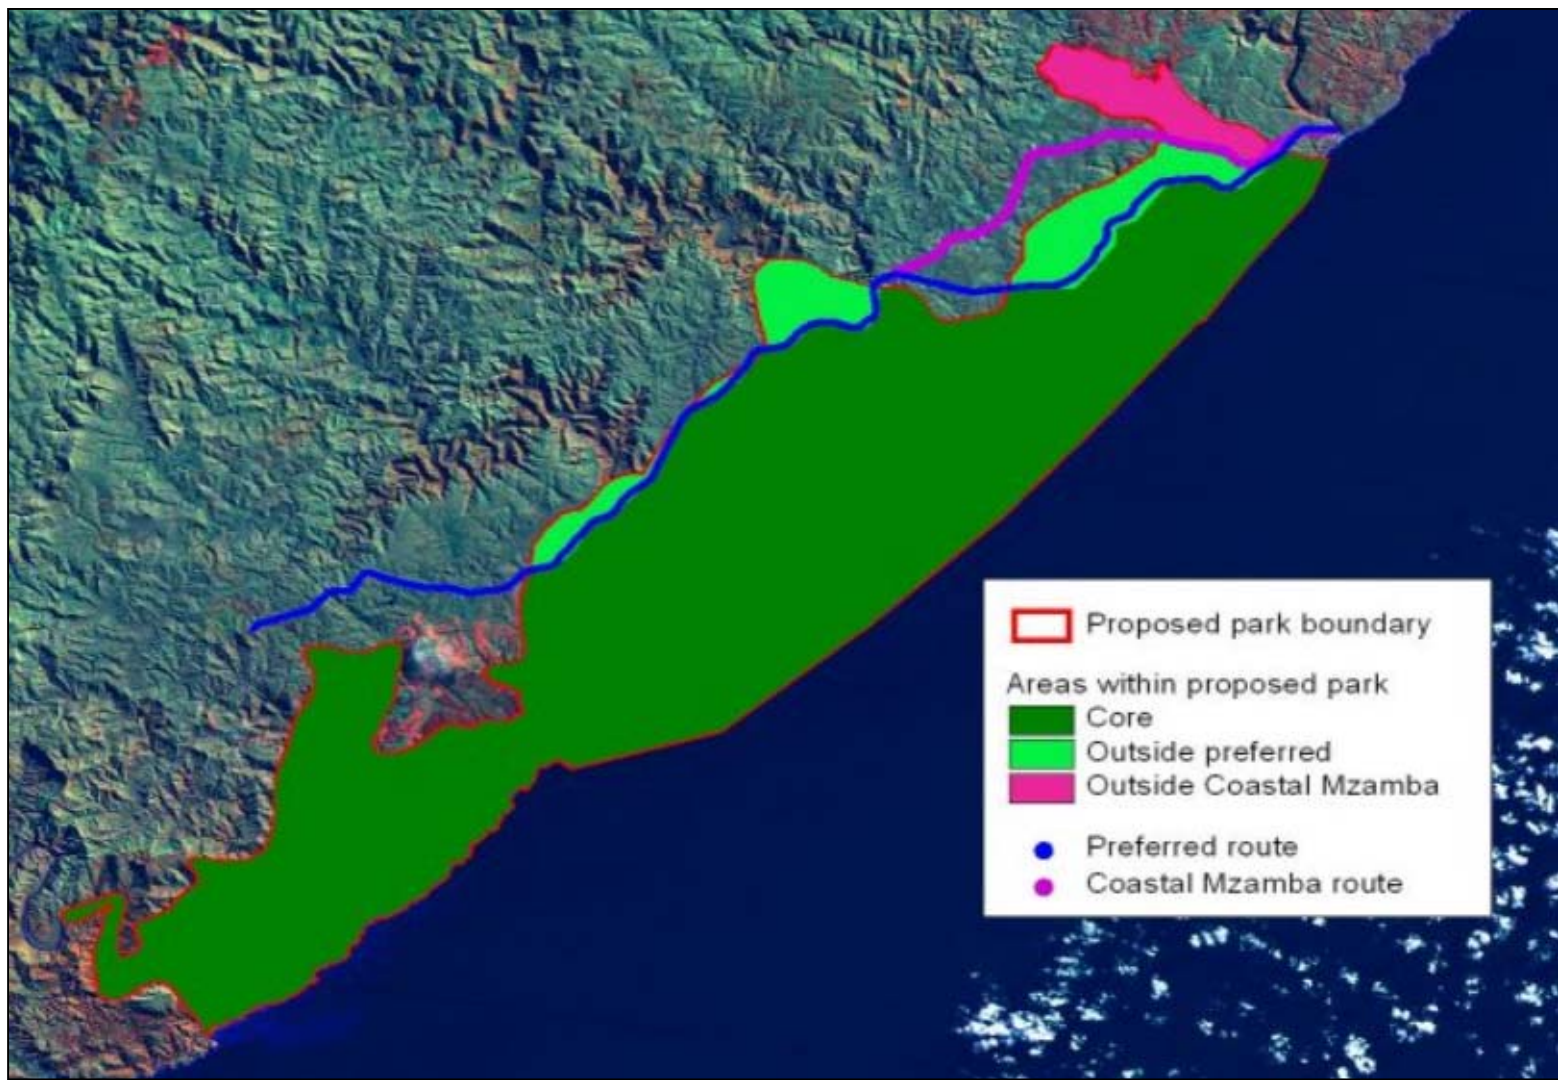 Proposed park boundary
Areas within proposed park
Core
Outside preferred
Outside Coastal Mzamba
Preferred route
Coastal Mzamba route